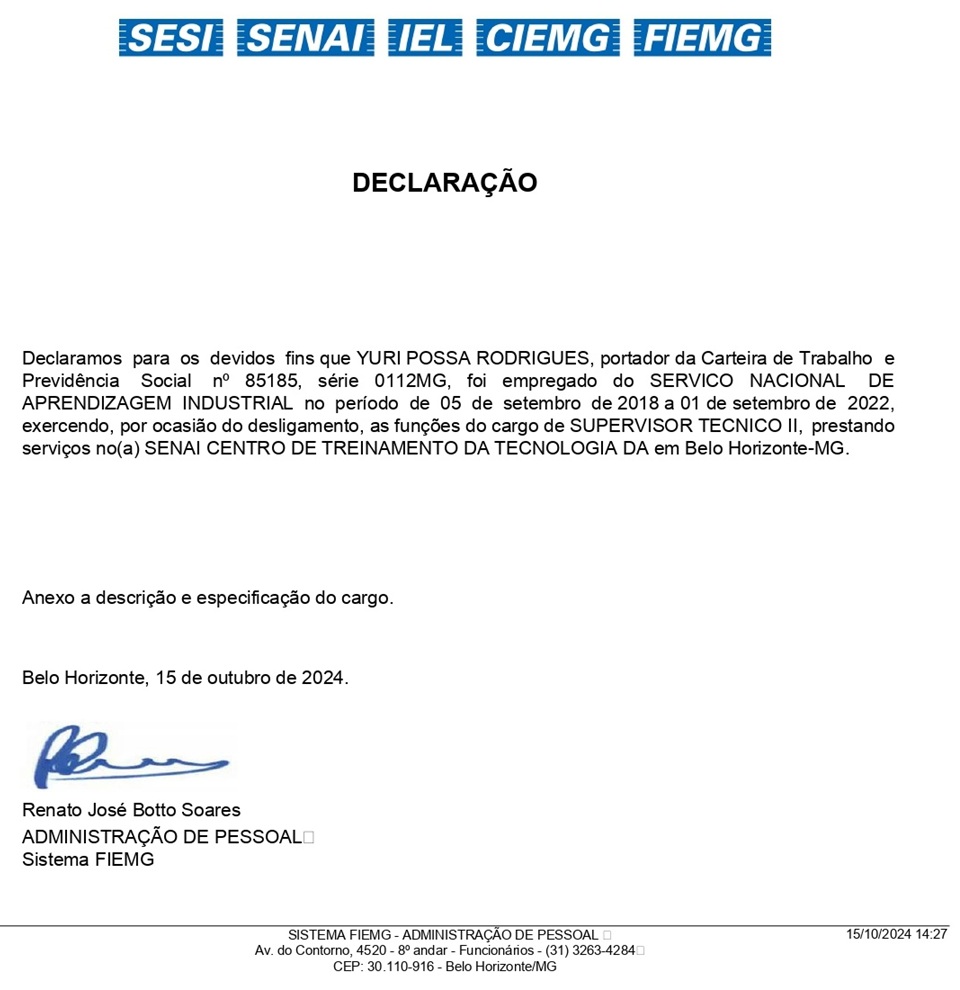 SESI SENAI IEL CIEMG FIEMG
DECLARAÇÃO
Declaramos para os devidos fins que YURI POSSA RODRIGUES, portador da Carteira de Trabalho e
Previdência Social nº 85185, série 0112MG, foi empregado do SERVICO NACIONAL DE
APRENDIZAGEM INDUSTRIAL no período de 05 de setembro de 2018 a 01 de setembro de 2022,
exercendo, por ocasião do desligamento, as funções do cargo de SUPERVISOR TECNICO II, prestando
serviços no(a) SENAI CENTRO DE TREINAMENTO DA TECNOLOGIA DA em Belo Horizonte-MG.
Anexo a descrição e especificação do cargo.
Belo Horizonte, 15 de outubro de 2024.
Renato José Botto Soares
ADMINISTRAÇÃO DE PESSOAL
Sistema FIEMG
SISTEMA FIEMG - ADMINISTRAÇÃO DE PESSOAL
15/10/2024 14:27
Av. do Contorno, 4520 - 8º andar - Funcionários - (31) 3263-4284
CEP: 30.110-916 - Belo Horizonte/MG